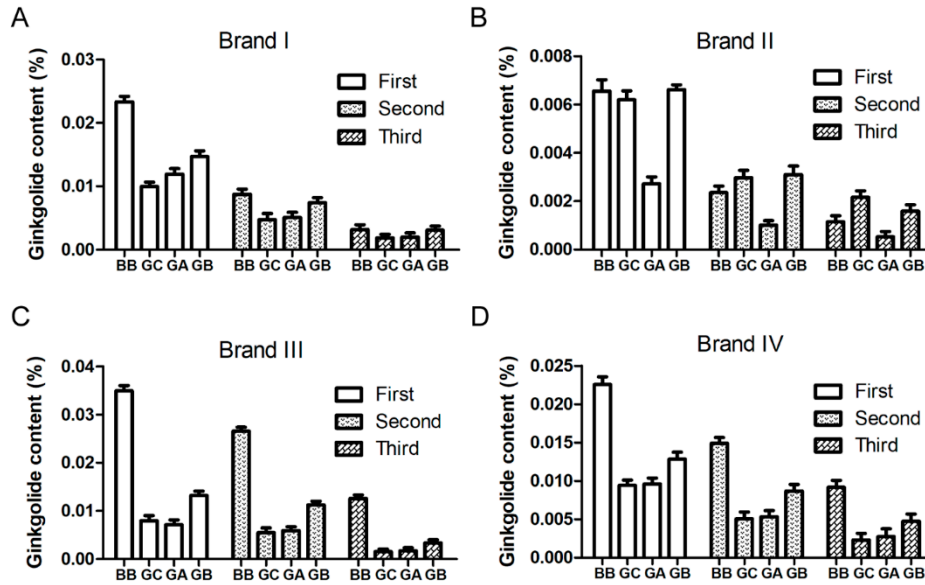 A
Brand I
Ginkgolide content (%)
0.03
0.02
0.01
0.00
First
Second
Third
BB GC GA GB BB GC GA GB BB GC GA GB
B
Brand II
Ginkgolide content (%)
0.008
0.006
0.004
0.002
0.000
First
Second
Third
BB GC GA GB BB GC GA GB BB GC GA GB
C
Brand III
Ginkgolide content (%)
0.04
0.03
0.02
0.01
0.00
First
Second
Third
BB GC GA GB BB GC GA GB BB GC GA GB
D
Brand IV
Ginkgolide content (%)
0.025
0.020
0.015
0.010
0.005
0.000
First
Second
Third
BB GC GA GB BB GC GA GB BB GC GA GB